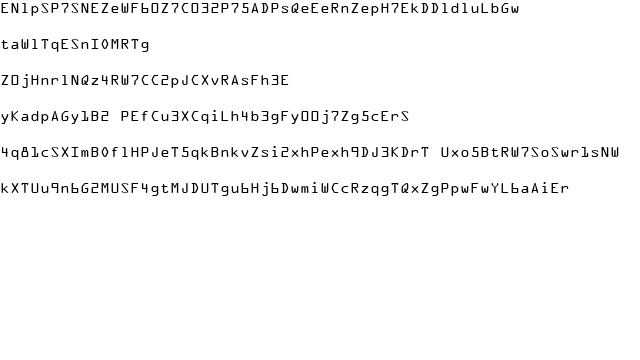 EN1pSP7SNEZeWF6OZ7CO32P75ADPsQeEeRnZepH7EkDD1d1uLbGw
taW1TqESnI0MRTg
ZOjHnr1NQz4RW7CC2pJCXvRAsFh3E
yKadpAGy1B2 PEfCu3XCqiLh4b3gFyOOj7Zg5cErS
4q81cSXImB0f1HPJeT5qkBnkvZsi2xhPexh9DJ3KDrT Uxo5BtRW7SoSwr1sNW
kXTUu9n6G2MUSF4gtMJDUTgu6Hj6DwmiWCcRzqgTQxZgPpwFwYL6aAiEr